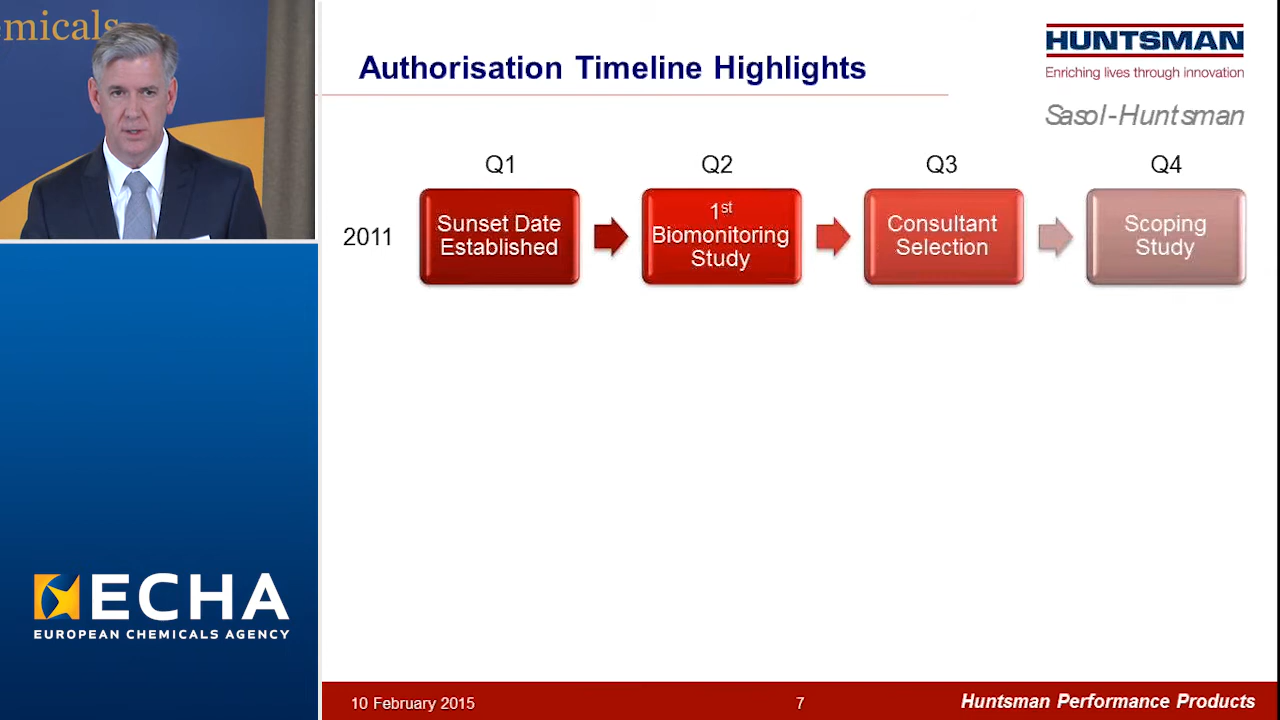 emicals
Authorisation Timeline Highlights
HUNTSMAN
Enriching lives through innovation
Sasol-Huntsman
Q1
Q2
Q3
Q4
2011
Sunset Date
Established
1st
Biomonitoring
Study
Consultant
Selection
Scoping
Study
ECHA
EUROPEAN CHEMICALS AGENCY
10 February 2015
7
Huntsman Performance Products